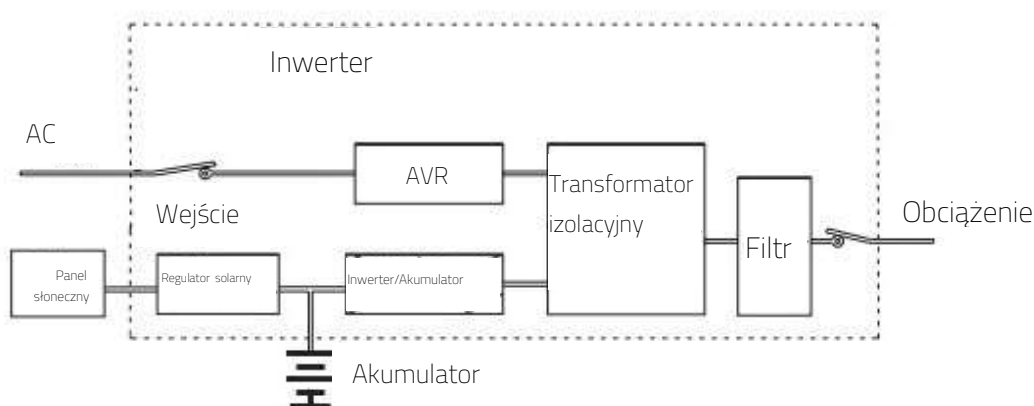 Inwerter
AC
AVR
Transformator
izolacyjny
Wejście
Obciążenie
Filtr
Panel
słoneczny
Regulator solarny
Inwerter/Akumulator
Akumulator